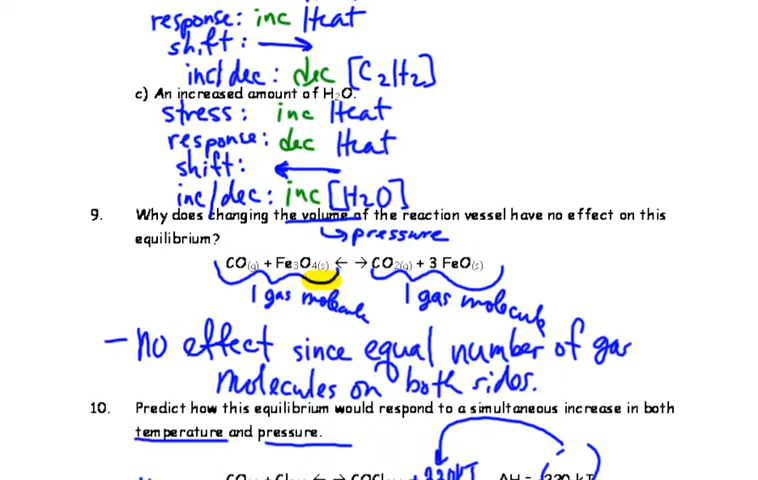 response: inc Heat
shift: →
inc/dec: dec [C2H2]
c) An increased amount of H2O.
stress: inc Heat
response: dec Heat
shift: ←
inc/dec: inc [H2O]
9. Why does changing the volume of the reaction vessel have no effect on this
↳pressure
equilibrium?
CO(g) + Fe3O4(s) ← → CO2(g) + 3 FeO(s)
1 gas molecule 1 gas molecule
- no effect since equal number of gas
molecules on both sides.
10. Predict how this equilibrium would respond to a simultaneous increase in both
temperature and pressure.